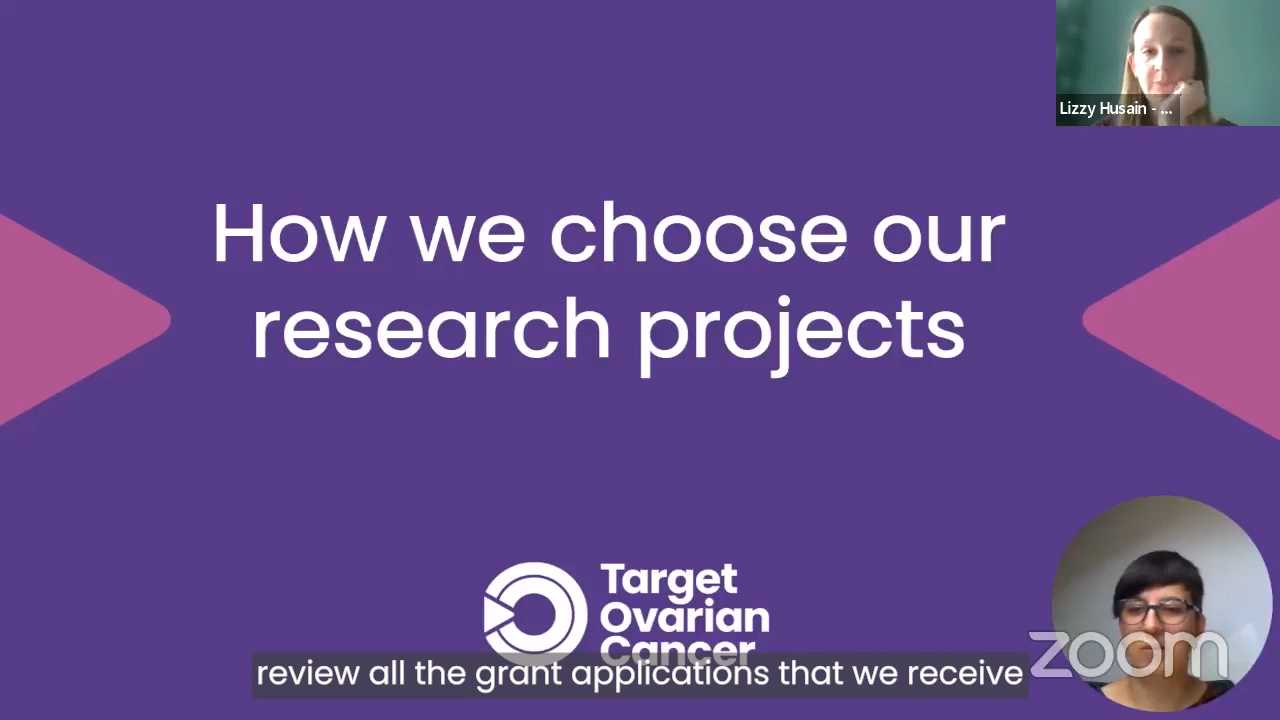 Lizzy Husain - ...
How we choose our
research projects
Target
Ovarian
Cancer
review all the grant applications that we receive
zoom